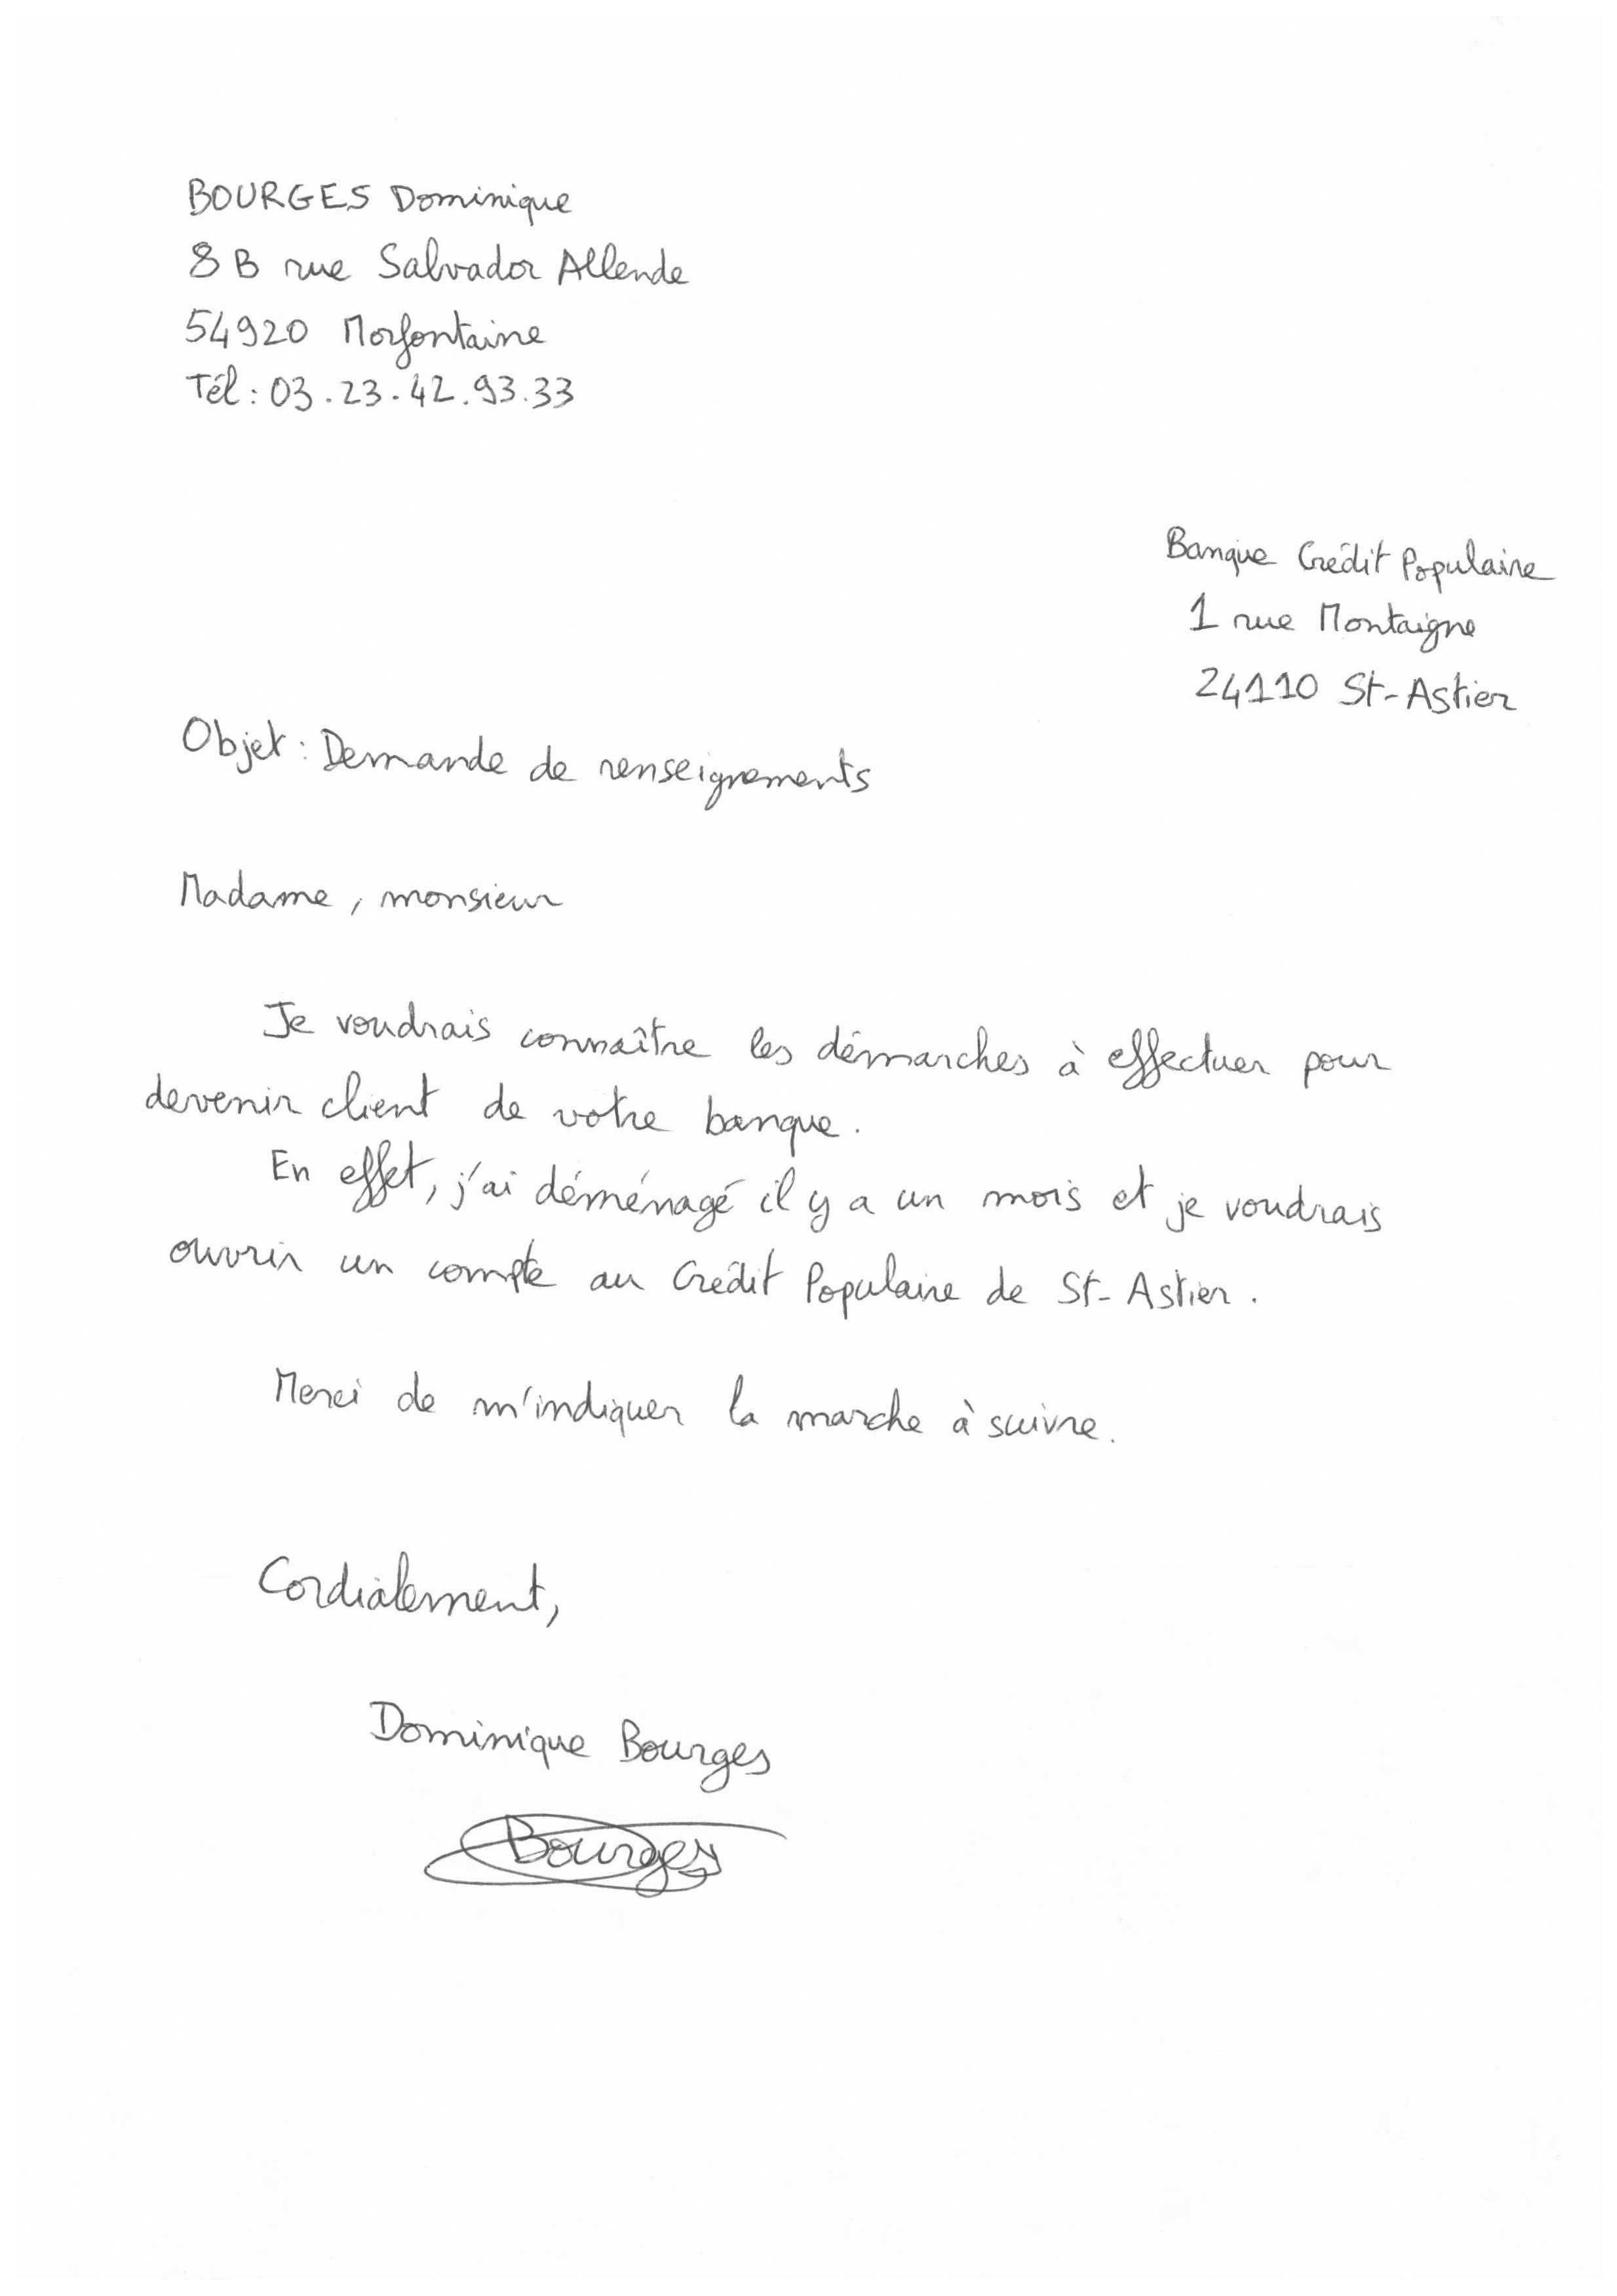 BOURGES Dominique
8 B rue Salvador Allende
54920 Morfontaine
Tél : 03.23.42.93.33
Banque Crédit Populaire
1 rue Montaigne
24110 St-Astier
Objet : Demande de renseignements
Madame, monsieur
Je voudrais connaître les démarches à effectuer pour
devenir client de votre banque.
En effet, j'ai déménagé il y a un mois et je voudrais
ouvrir un compte au Crédit Populaire de St-Astier.
Merci de m'indiquer la marche à suivre.
Cordialement,
Dominique Bourges
Bourges